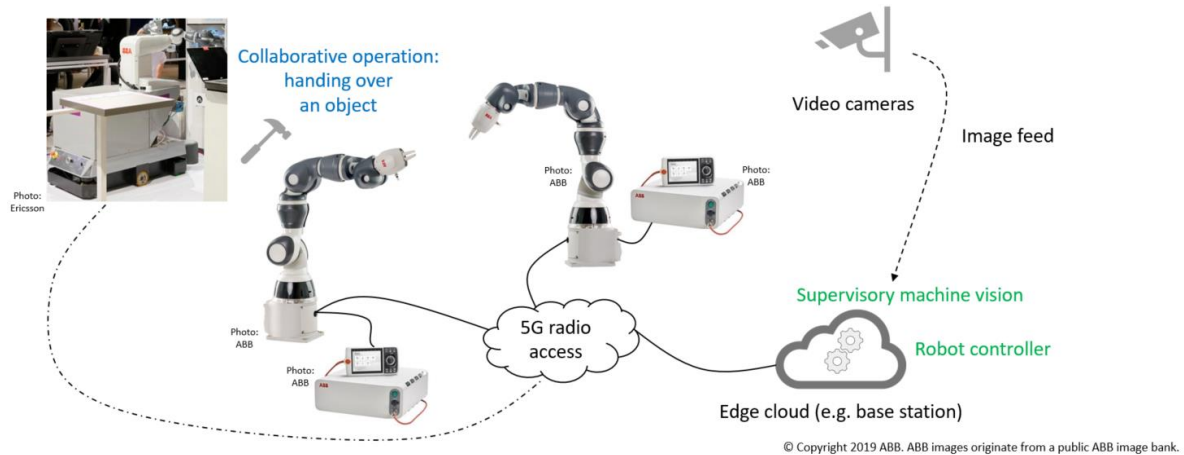 Collaborative operation:
handing over
an object
Photo:
Ericsson
Photo:
ABB
Photo:
ABB
Photo:
ABB
Photo:
ABB
ABB
ABB
Video cameras
Image feed
5G radio
access
Supervisory machine vision
Robot controller
Edge cloud (e.g. base station)
© Copyright 2019 ABB. ABB images originate from a public ABB image bank.